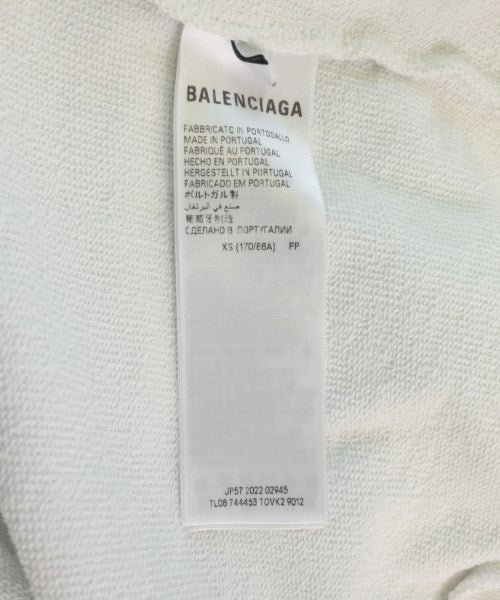 BALENCIAGA
FABBRICATO IN PORTOGALLO
MADE IN PORTUGAL
FABRIQUÉ AU PORTUGAL
HECHO EN PORTUGAL
HERGESTELLT IN PORTUGAL
FABRICADO EM PORTUGAL
ポルトガル製
صنع في البرتغال
葡萄牙制造
СДЕЛАНО В ПОРТУГАЛИИ
XS (170/88A) PP
JP57 2022 02945
TL08 744463 TOVK2 9012